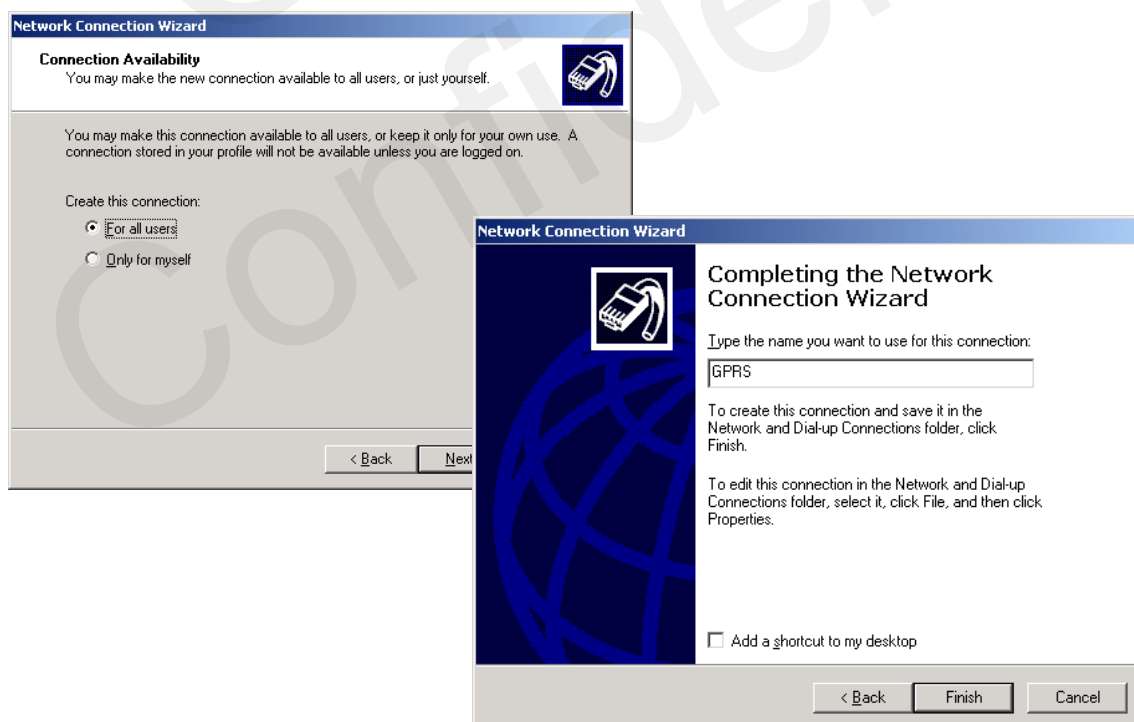 Network Connection Wizard
Connection Availability
You may make the new connection available to all users, or just yourself.
You may make this connection available to all users, or keep it only for your own use. A
connection stored in your profile will not be available unless you are logged on.
Create this connection:
For all users
Only for myself
< Back
Network Connection Wizard
Completing the Network
Connection Wizard
Type the name you want to use for this connection:
GPRS
To create this connection and save it in the
Network and Dial-up Connections folder, click
Finish.
To edit this connection in the Network and Dial-up
Connections folder, select it, click File, and then click
Properties.
Add a shortcut to my desktop
< Back Finish Cancel